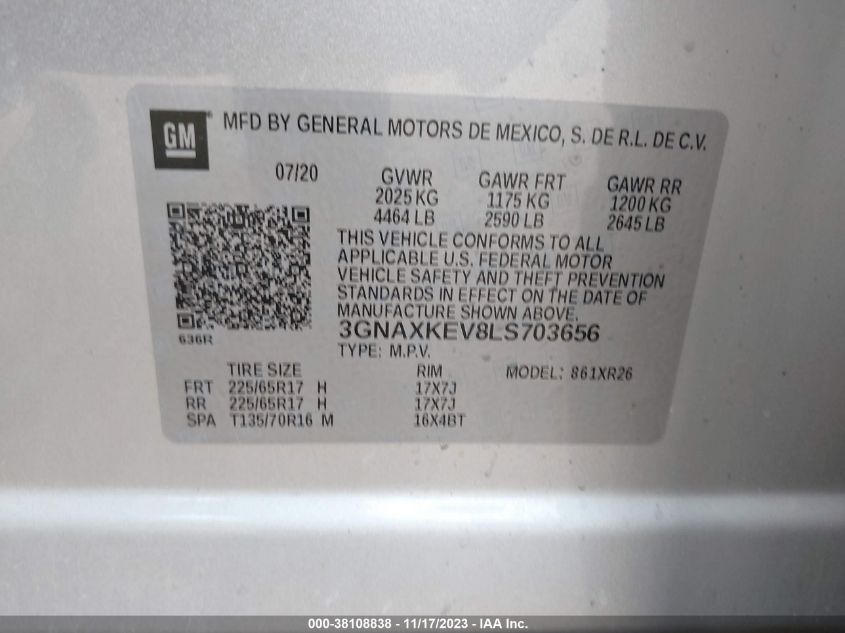 GM ® MFD BY GENERAL MOTORS DE MEXICO, S. DE R.L. DE C.V.
07/20 GVWR GAWR FRT GAWR RR
2025 KG 1175 KG 1200 KG
4464 LB 2590 LB 2645 LB
THIS VEHICLE CONFORMS TO ALL
APPLICABLE U.S. FEDERAL MOTOR
VEHICLE SAFETY AND THEFT PREVENTION
STANDARDS IN EFFECT ON THE DATE OF
MANUFACTURE SHOWN ABOVE.
636R 3GNAXKEV8LS703656
TYPE: M.P.V.
TIRE SIZE RIM MODEL: 861XR26
FRT 225/65R17 H 17X7J
RR 225/65R17 H 17X7J
SPA T135/70R16 M 16X4BT
000-38108838 - 11/17/2023 - IAA Inc.